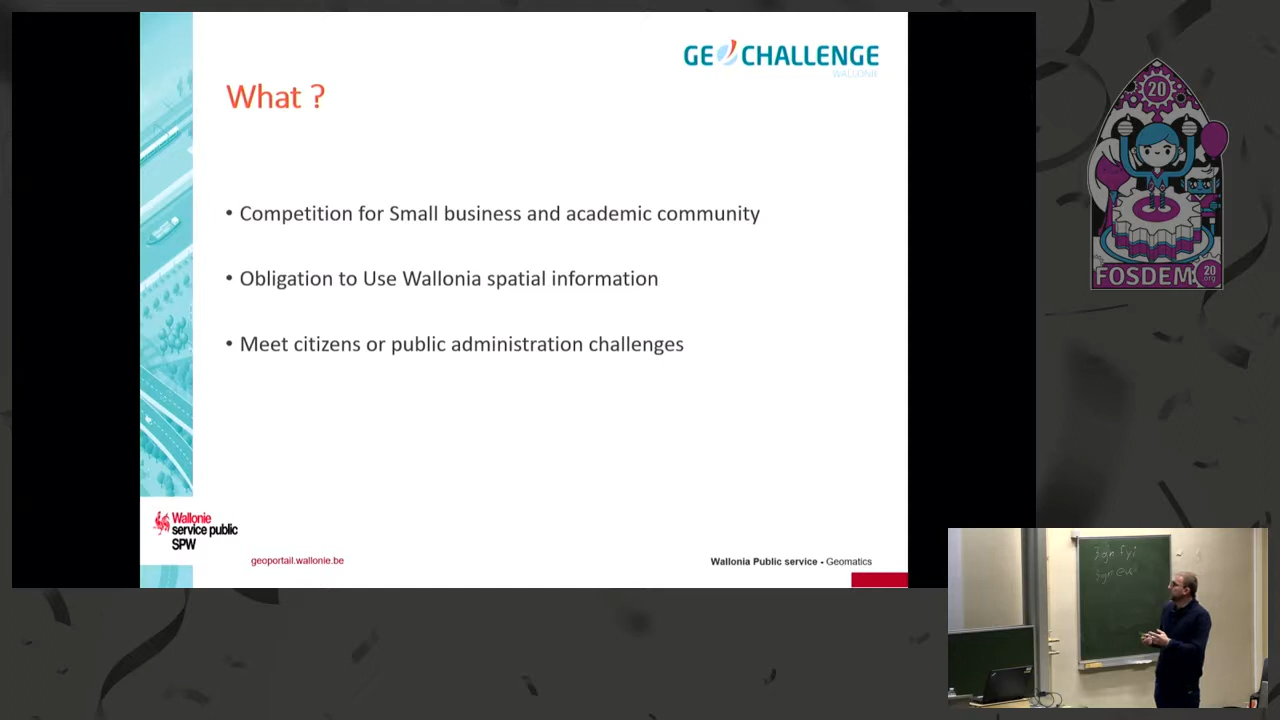 GEOCHALLENGE
WALLONIE
What ?
• Competition for Small business and academic community
• Obligation to Use Wallonia spatial information
• Meet citizens or public administration challenges
Wallonie
service public
SPW
geoportail.wallonie.be
Wallonia Public service - Geomatics
20
FOSDEM
20
.org